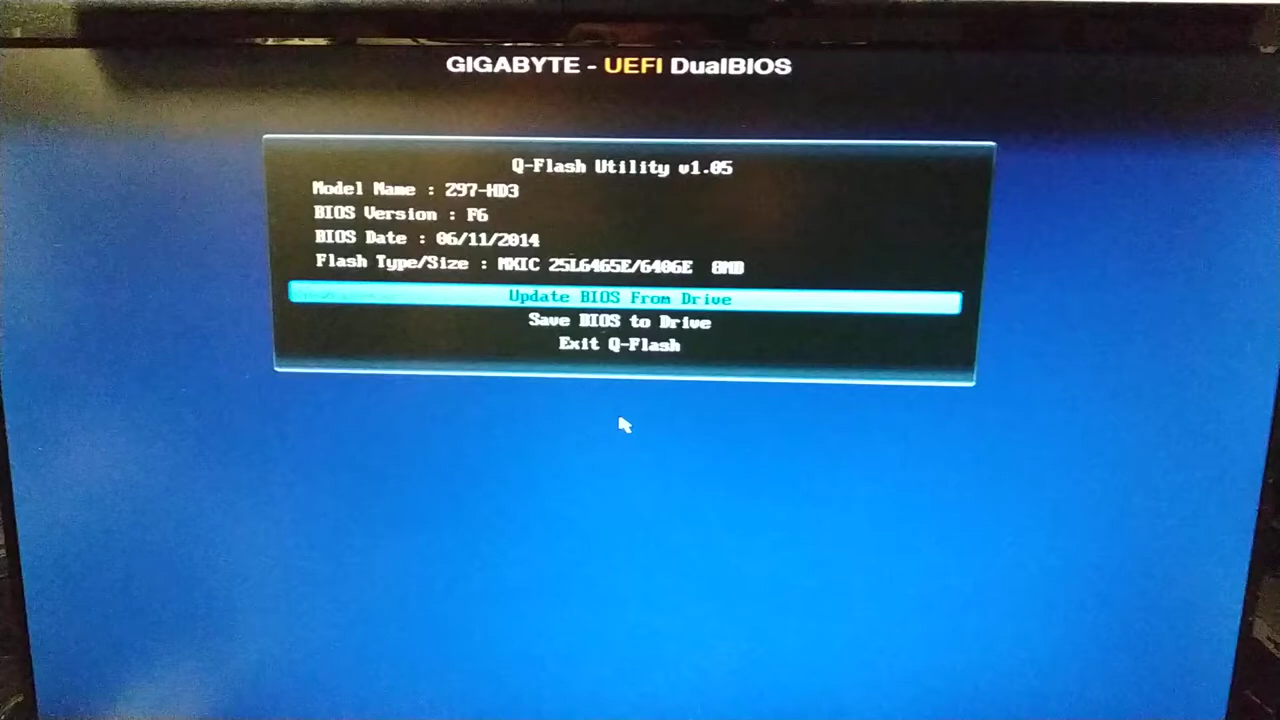 GIGABYTE - UEFI DualBIOS
Q-Flash Utility v1.05
Model Name : Z97-HD3
BIOS Version : F6
BIOS Date : 06/11/2014
Flash Type/Size : MXIC 25L6465E/6406E 8MB
Update BIOS From Drive
Save BIOS to Drive
Exit Q-Flash